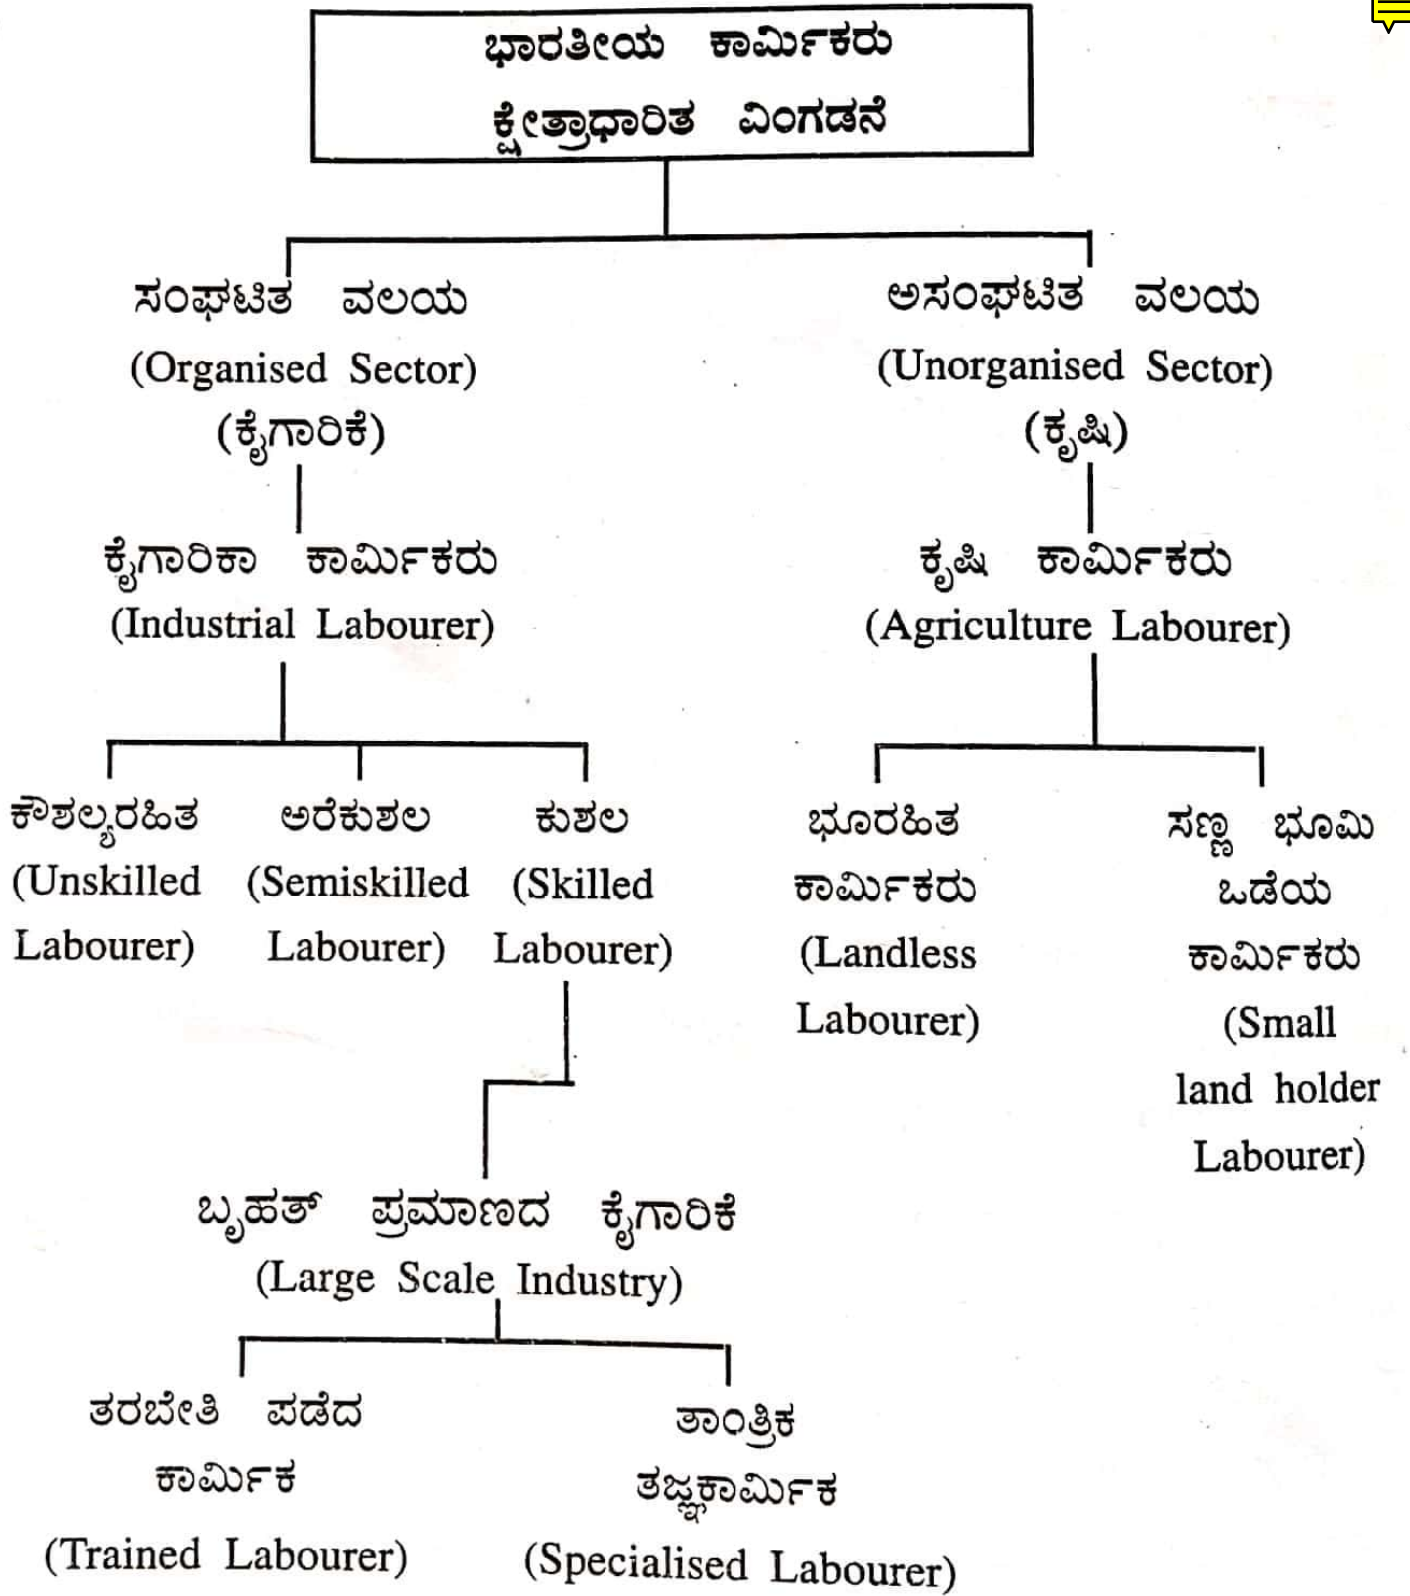 ಭಾರತೀಯ ಕಾರ್ಮಿಕರು
ಕ್ಷೇತ್ರಾಧಾರಿತ ವಿಂಗಡನೆ
ಸಂಘಟಿತ ವಲಯ
(Organised Sector)
(ಕೈಗಾರಿಕೆ)
ಅಸಂಘಟಿತ ವಲಯ
(Unorganised Sector)
(ಕೃಷಿ)
ಕೈಗಾರಿಕಾ ಕಾರ್ಮಿಕರು
(Industrial Labourer)
ಕೃಷಿ ಕಾರ್ಮಿಕರು
(Agriculture Labourer)
ಕೌಶಲ್ಯರಹಿತ
(Unskilled
Labourer)
ಅರೆಕುಶಲ
(Semiskilled
Labourer)
ಕುಶಲ
(Skilled
Labourer)
ಭೂರಹಿತ
ಕಾರ್ಮಿಕರು
(Landless
Labourer)
ಸಣ್ಣ ಭೂಮಿ
ಒಡೆಯ
ಕಾರ್ಮಿಕರು
(Small
land holder
Labourer)
ಬೃಹತ್ ಪ್ರಮಾಣದ ಕೈಗಾರಿಕೆ
(Large Scale Industry)
ತರಬೇತಿ ಪಡೆದ
ಕಾರ್ಮಿಕ
(Trained Labourer)
ತಾಂತ್ರಿಕ
ತಜ್ಞಕಾರ್ಮಿಕ
(Specialised Labourer)